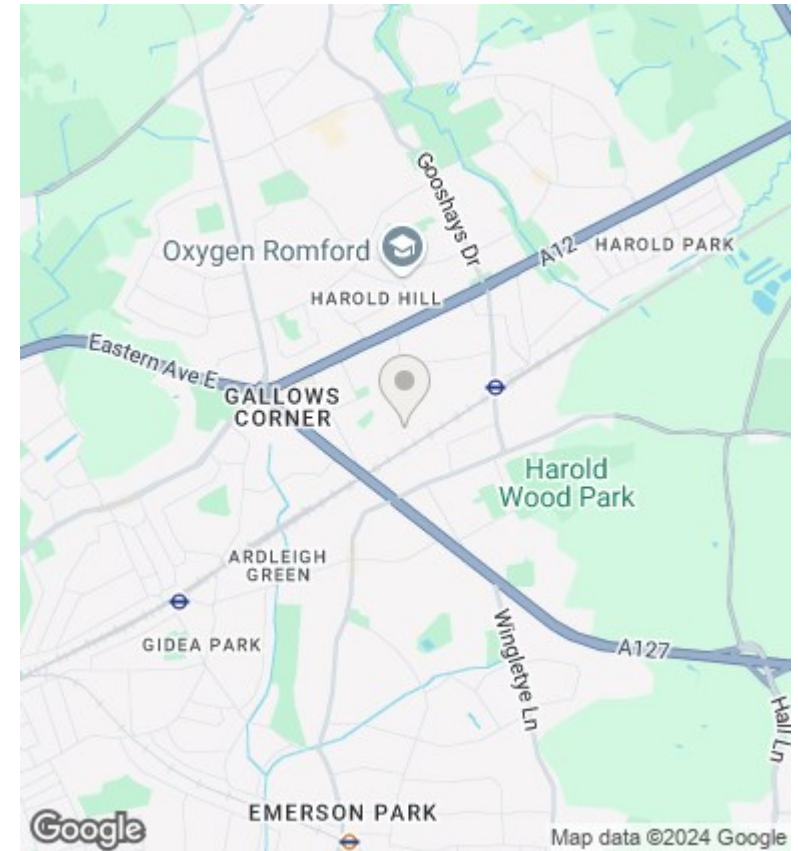 Gooshays Dr
Oxygen Romford
A12
HAROLD PARK
HAROLD HILL
Eastern Ave E
GALLOWS
CORNER
Harold
Wood Park
ARDLEIGH
GREEN
GIDEA PARK
Wingletye Ln
A127
Hall Ln
EMERSON PARK
Google
Map data ©2024 Google